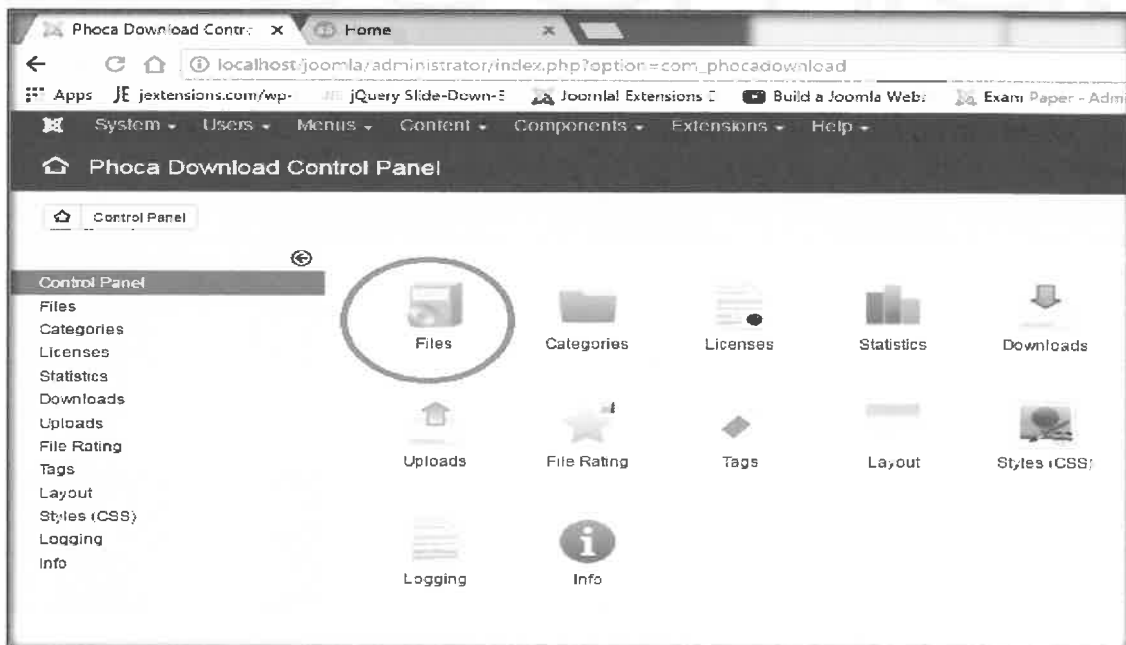 Phoca Download Contr
Home
localhost/joomla/administrator/index.php?option=com_phocadownload
Apps jextensions.com/wp- jQuery Slide-Down- Joomla! Extensions Build a Joomla Web Exam Paper - Adm
System Users Menus Content Components Extensions Help
Phoca Download Control Panel
Control Panel
Control Panel
Files
Categories
Licenses
Statistics
Downloads
Uploads
File Rating
Tags
Layout
Styles (CSS)
Logging
Info
Files Categories Licenses Statistics Downloads
Uploads File Rating Tags Layout Styles (CSS)
Logging Info